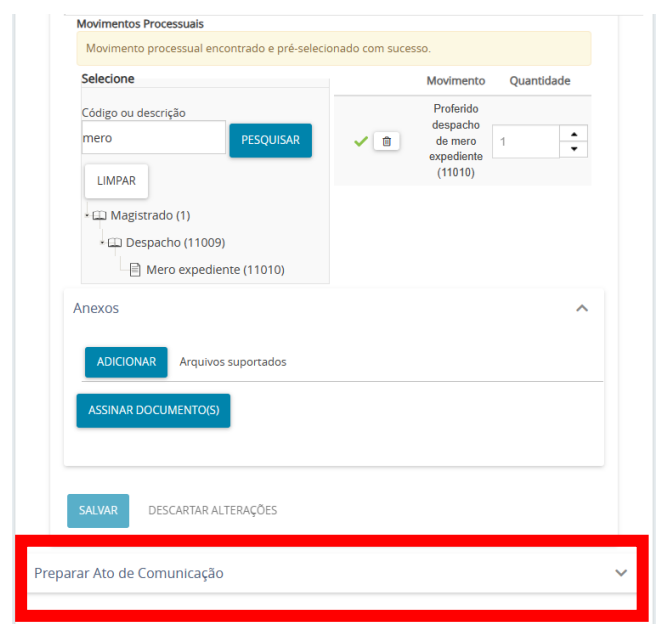 Movimentos Processuais
Movimento processual encontrado e pré-selecionado com sucesso.
Selecione
Movimento Quantidade
Código ou descrição
mero
PESQUISAR
LIMPAR
Proferido
despacho
de mero
expediente
(11010)
1
Magistrado (1)
Despacho (11009)
Mero expediente (11010)
Anexos
ADICIONAR Arquivos suportados
ASSINAR DOCUMENTO(S)
SALVAR DESCARTAR ALTERAÇÕES
Preparar Ato de Comunicação